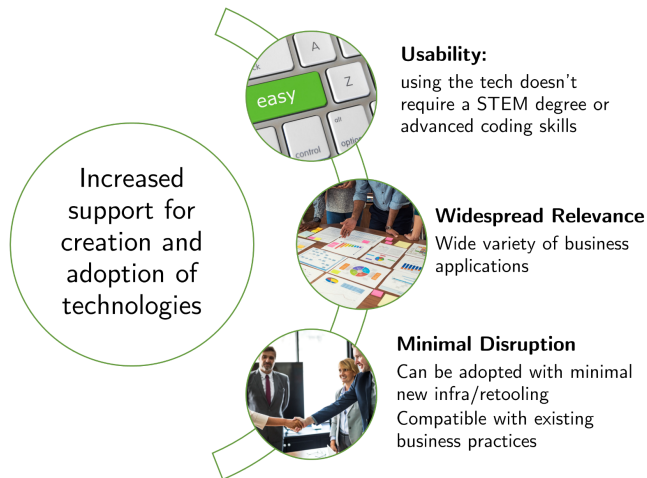 Increased
support for
creation and
adoption of
technologies
A
Z
easy
control
alt
option
Usability:
using the tech doesn't
require a STEM degree or
advanced coding skills
Widespread Relevance
Wide variety of business
applications
Minimal Disruption
Can be adopted with minimal
new infra/retooling
Compatible with existing
business practices